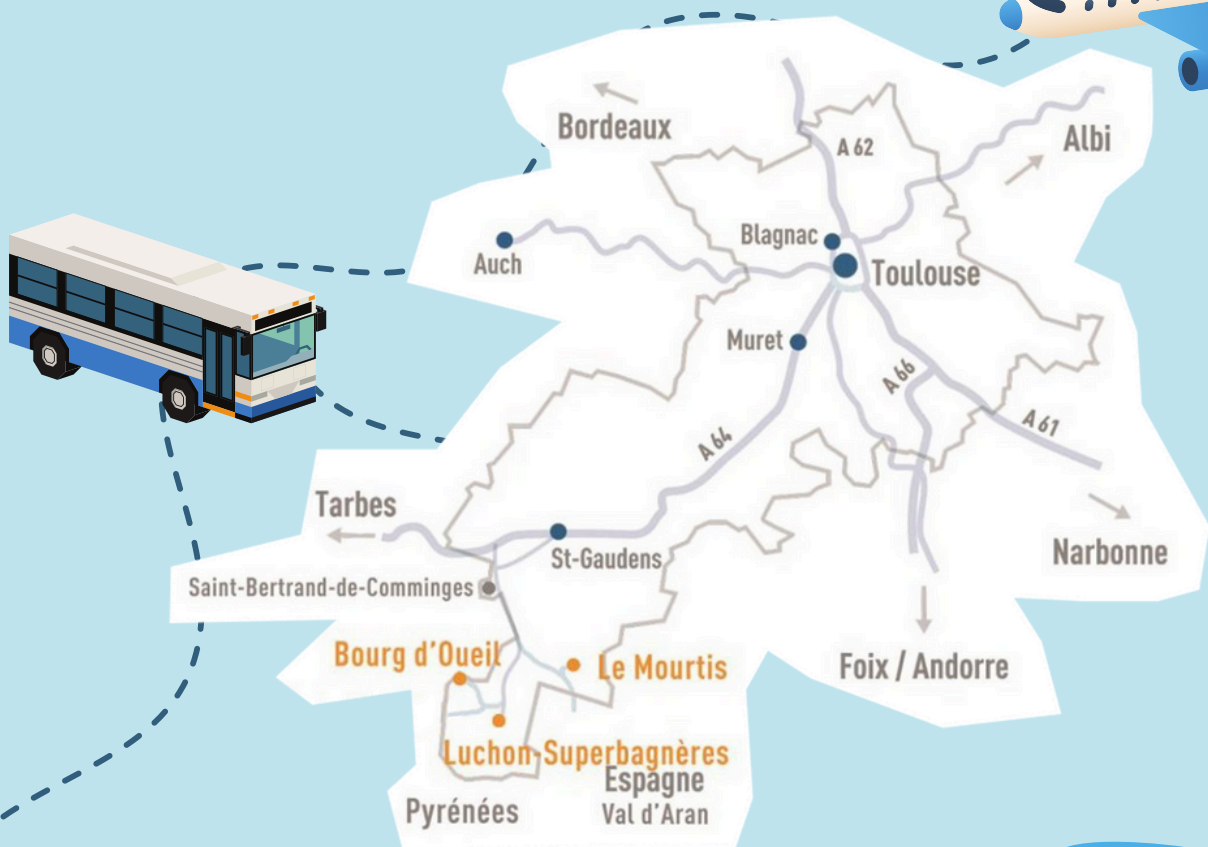 Bordeaux
A 62
Albi
Blagnac
Auch
Toulouse
Muret
A 66
A 61
A 64
Tarbes
St-Gaudens
Narbonne
Saint-Bertrand-de-Comminges
Bourg d'Oueil
Le Mourtis
Foix / Andorre
Luchon-Superbagnères
Espagne
Pyrénées
Val d'Aran